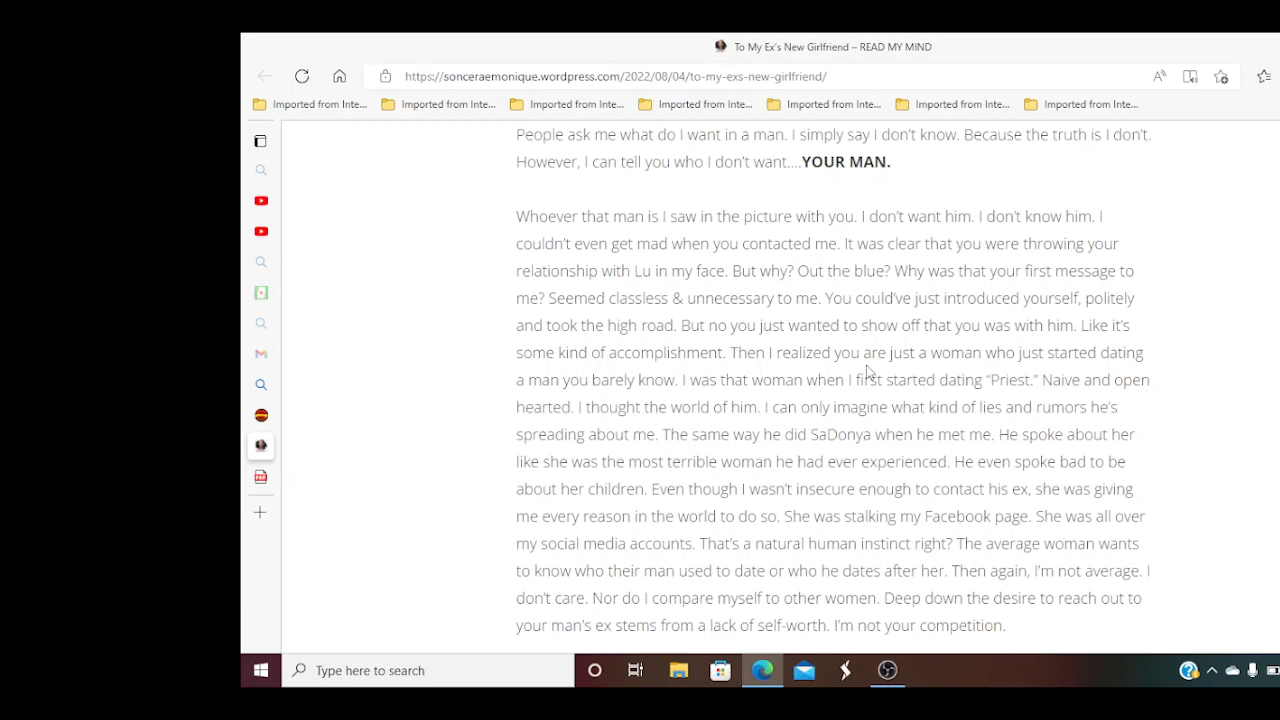 To My Ex's New Girlfriend – READ MY MIND
https://sonceraemonique.wordpress.com/2022/08/04/to-my-exs-new-girlfriend/
Imported from Inte... Imported from Inte... Imported from Inte... Imported from Inte... Imported from Inte... Imported from Inte... Imported from Inte...
People ask me what do I want in a man. I simply say I don't know. Because the truth is I don't.
However, I can tell you who I don't want....YOUR MAN.
Whoever that man is I saw in the picture with you. I don't want him. I don't know him. I
couldn't even get mad when you contacted me. It was clear that you were throwing your
relationship with Lu in my face. But why? Out the blue? Why was that your first message to
me? Seemed classless & unnecessary to me. You could've just introduced yourself, politely
and took the high road. But no you just wanted to show off that you was with him. Like it's
some kind of accomplishment. Then I realized you are just a woman who just started dating
a man you barely know. I was that woman when I first started dating “Priest.” Naive and open
hearted. I thought the world of him. I can only imagine what kind of lies and rumors he's
spreading about me. The same way he did SaDonya when he met me. He spoke about her
like she was the most terrible woman he had ever experienced. He even spoke bad to be
about her children. Even though I wasn't insecure enough to contact his ex, she was giving
me every reason in the world to do so. She was stalking my Facebook page. She was all over
my social media accounts. That's a natural human instinct right? The average woman wants
to know who their man used to date or who he dates after her. Then again, I'm not average. I
don't care. Nor do I compare myself to other women. Deep down the desire to reach out to
your man's ex stems from a lack of self-worth. I'm not your competition.
Type here to search